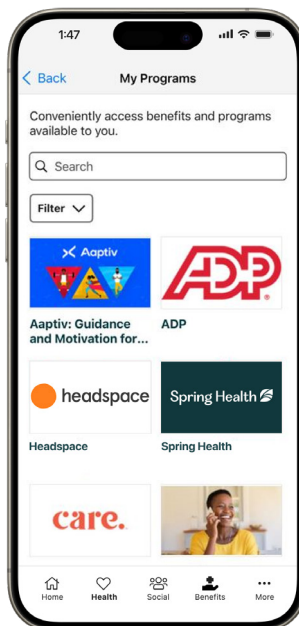 1:47
Back
My Programs
Conveniently access benefits and programs
available to you.
Search
Filter
Aaptiv
ADP
Aaptiv: Guidance
and Motivation for...
ADP
headspace
Spring Health
Headspace
Spring Health
care.
Home
Health
Social
Benefits
More